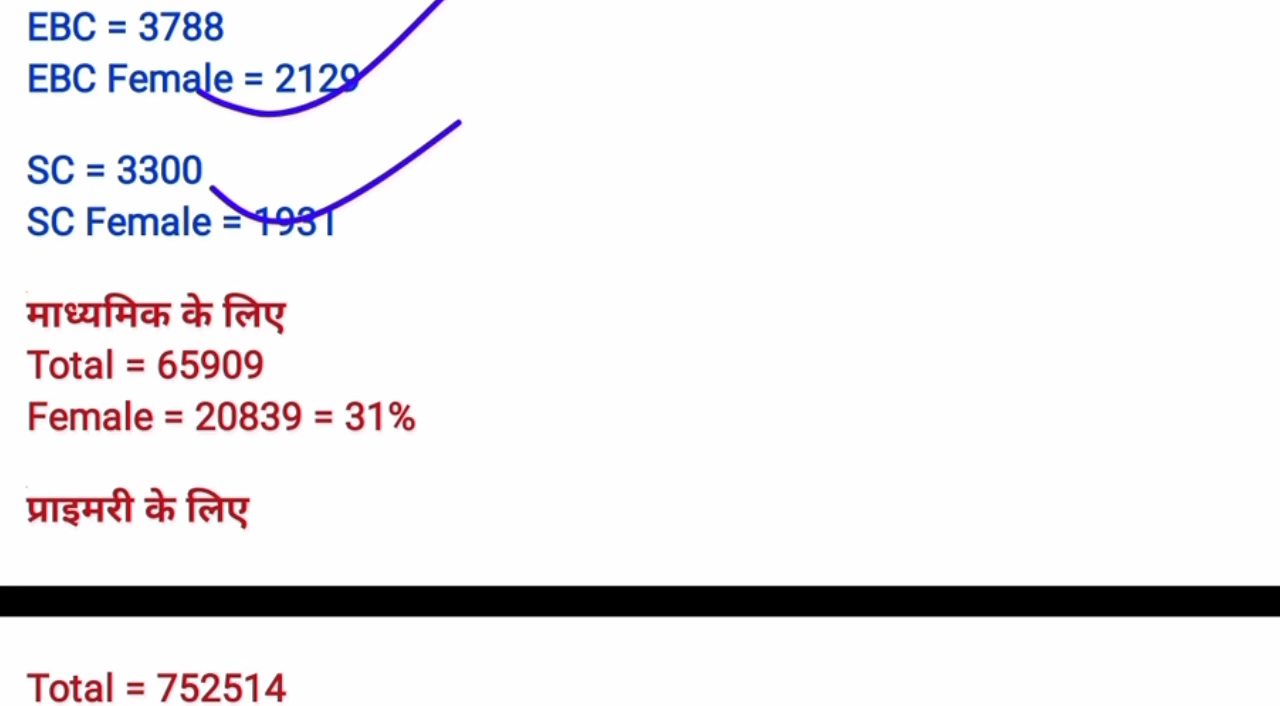 EBC = 3788
EBC Female = 2129
SC = 3300
SC Female = 1931
माध्यमिक के लिए
Total = 65909
Female = 20839 = 31%
प्राइमरी के लिए
Total = 752514